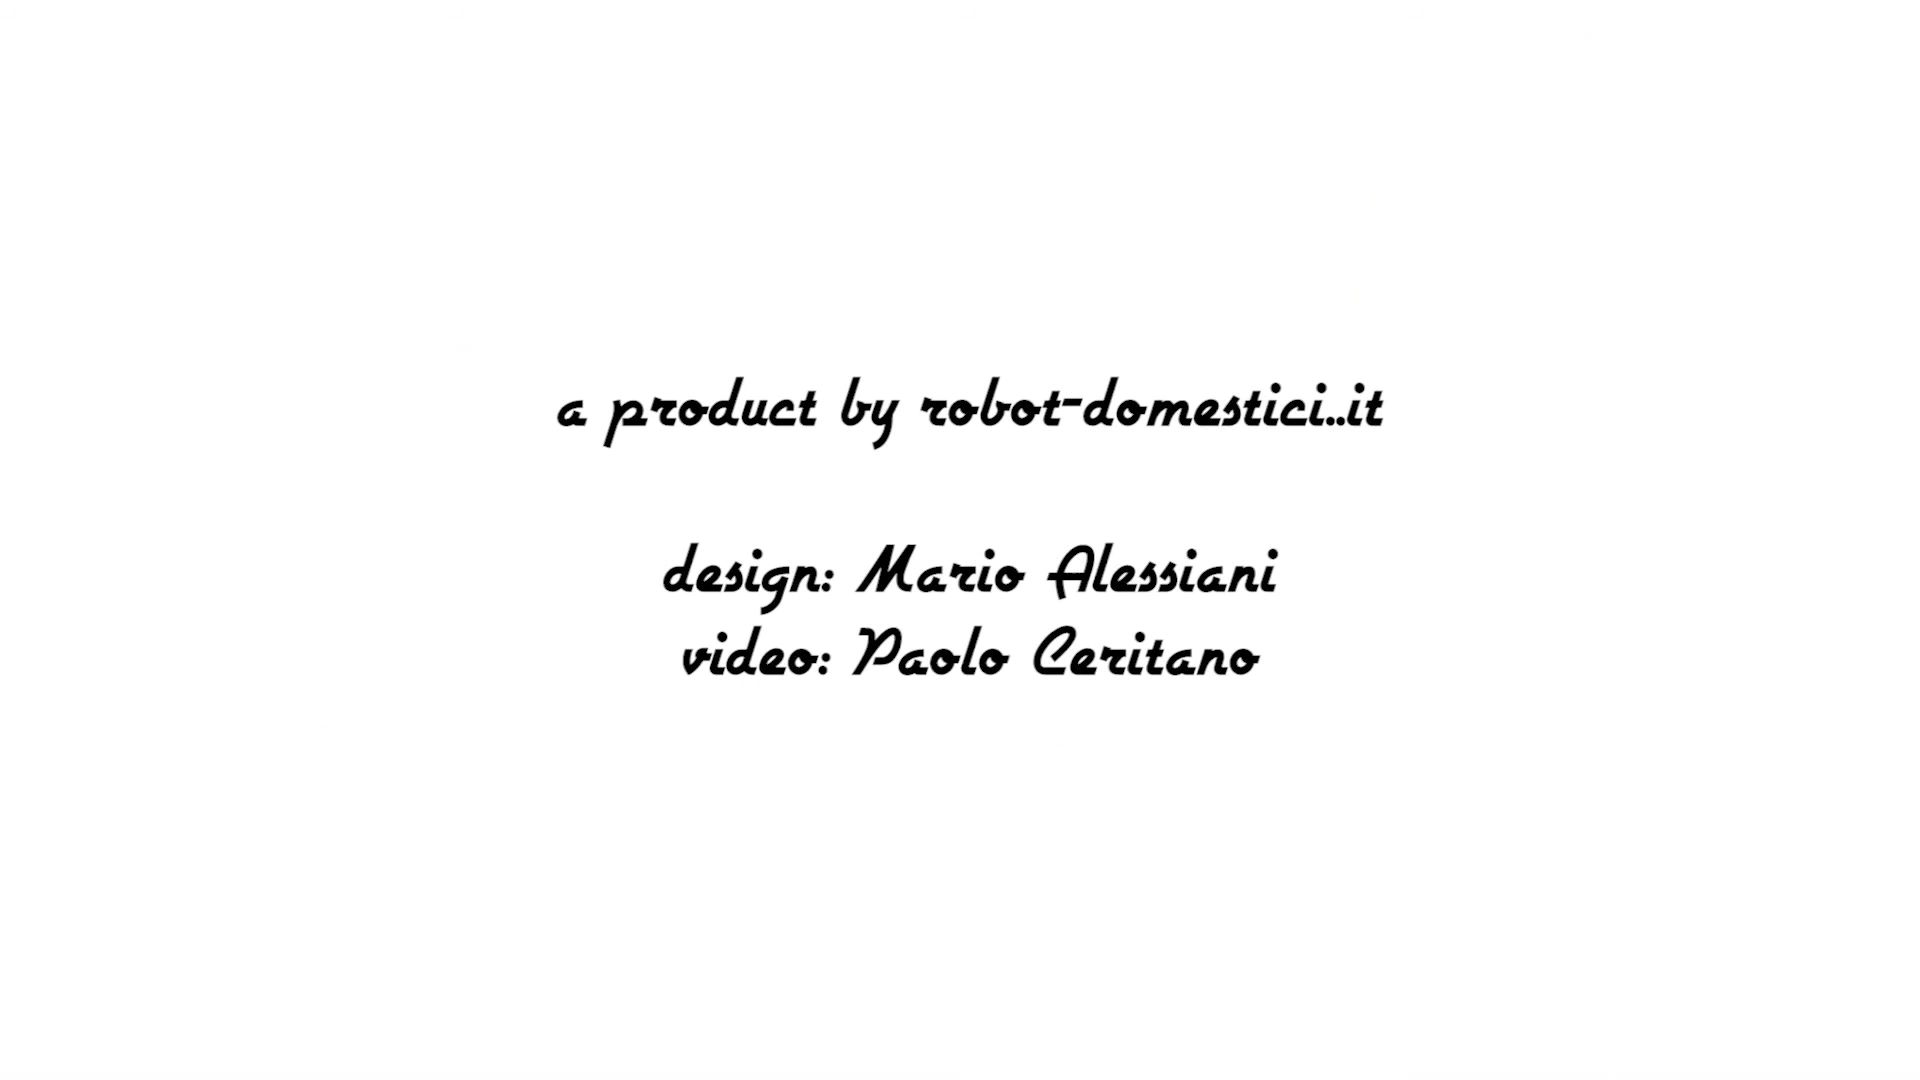 a product by robot-domestici..it
design: Mario Alessiani
video: Paolo Ceritano